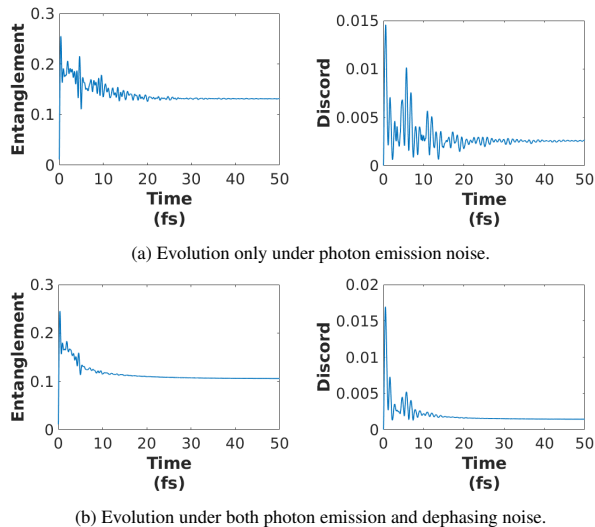 0.3
0.2
0.1
0
Entanglement
0 10 20 30 40 50
Time
(fs)
0.015
0.01
0.005
0
Discord
0 10 20 30 40 50
Time
(fs)
(a) Evolution only under photon emission noise.
0.3
0.2
0.1
0
Entanglement
0 10 20 30 40 50
Time
(fs)
0.02
0.015
0.01
0.005
0
Discord
0 10 20 30 40 50
Time
(fs)
(b) Evolution under both photon emission and dephasing noise.